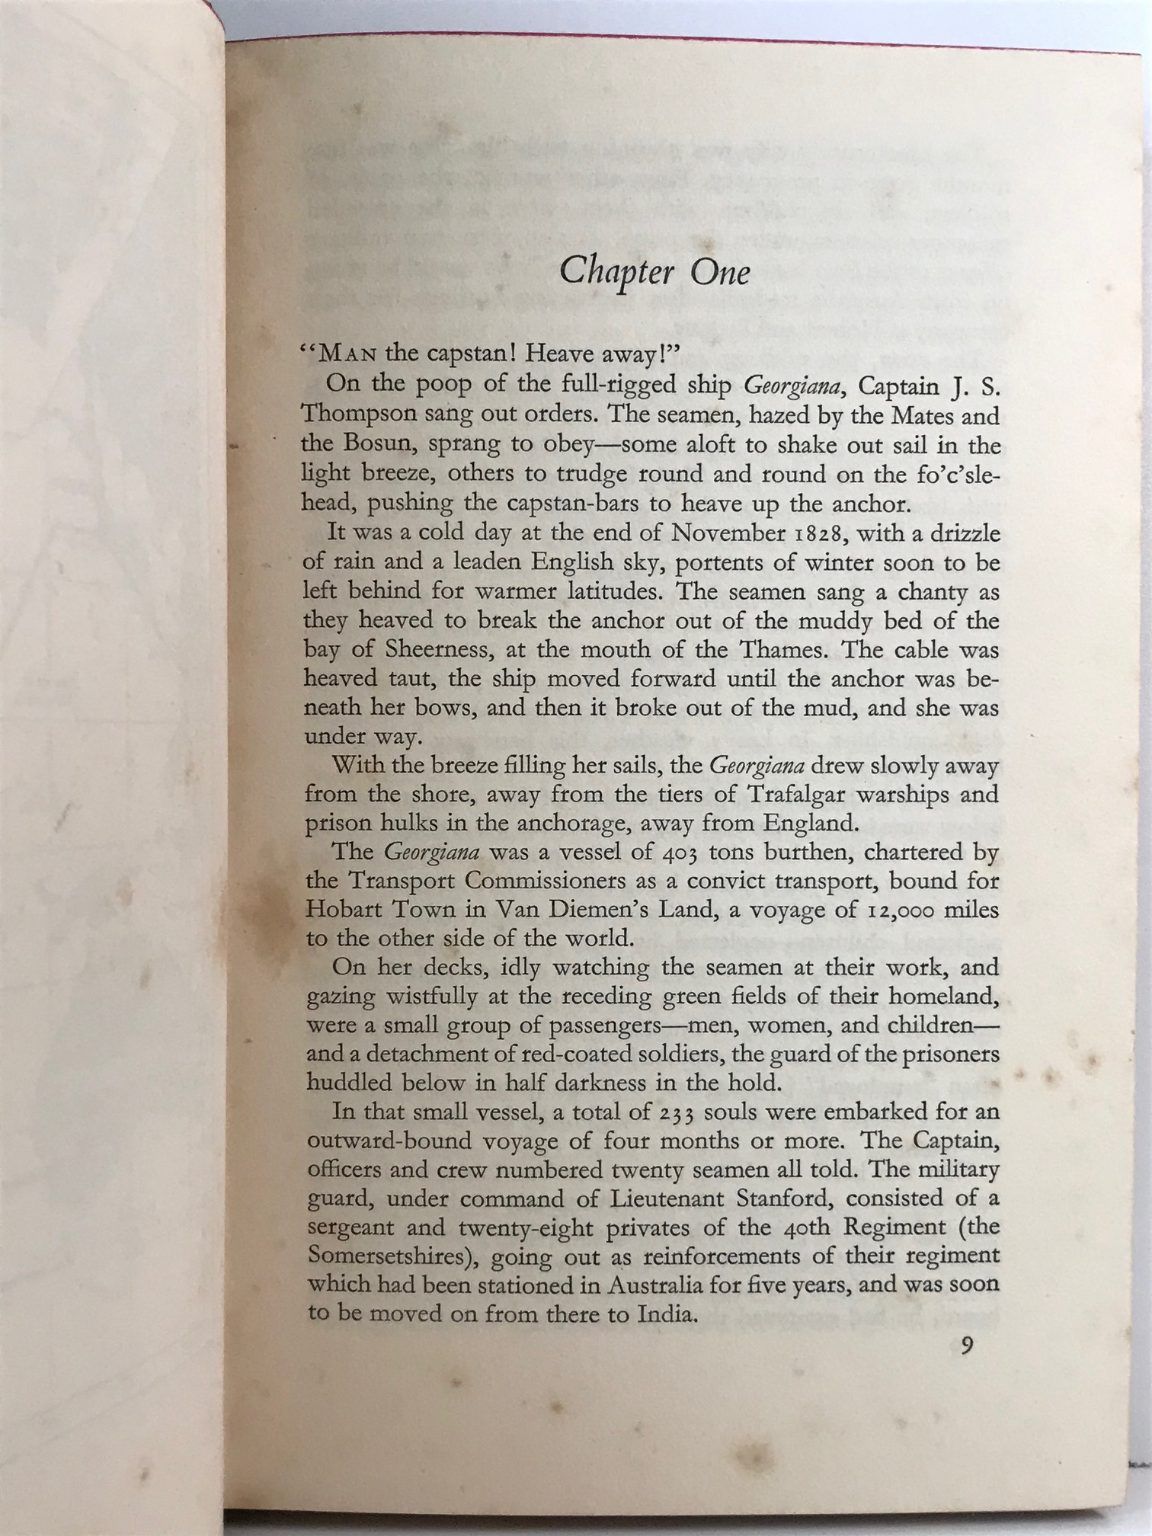 Chapter One
“MAN the capstan! Heave away!”
On the poop of the full-rigged ship Georgiana, Captain J. S.
Thompson sang out orders. The seamen, hazed by the Mates and
the Bosun, sprang to obey—some aloft to shake out sail in the
light breeze, others to trudge round and round on the fo’c’sle-
head, pushing the capstan-bars to heave up the anchor.
It was a cold day at the end of November 1828, with a drizzle
of rain and a leaden English sky, portents of winter soon to be
left behind for warmer latitudes. The seamen sang a chanty as
they heaved to break the anchor out of the muddy bed of the
bay of Sheerness, at the mouth of the Thames. The cable was
heaved taut, the ship moved forward until the anchor was be-
neath her bows, and then it broke out of the mud, and she was
under way.
With the breeze filling her sails, the Georgiana drew slowly away
from the shore, away from the tiers of Trafalgar warships and
prison hulks in the anchorage, away from England.
The Georgiana was a vessel of 403 tons burthen, chartered by
the Transport Commissioners as a convict transport, bound for
Hobart Town in Van Diemen’s Land, a voyage of 12,000 miles
to the other side of the world.
On her decks, idly watching the seamen at their work, and
gazing wistfully at the receding green fields of their homeland,
were a small group of passengers—men, women, and children—
and a detachment of red-coated soldiers, the guard of the prisoners
huddled below in half darkness in the hold.
In that small vessel, a total of 233 souls were embarked for an
outward-bound voyage of four months or more. The Captain,
officers and crew numbered twenty seamen all told. The military
guard, under command of Lieutenant Stanford, consisted of a
sergeant and twenty-eight privates of the 40th Regiment (the
Somersetshires), going out as reinforcements of their regiment
which had been stationed in Australia for five years, and was soon
to be moved on from there to India.
9